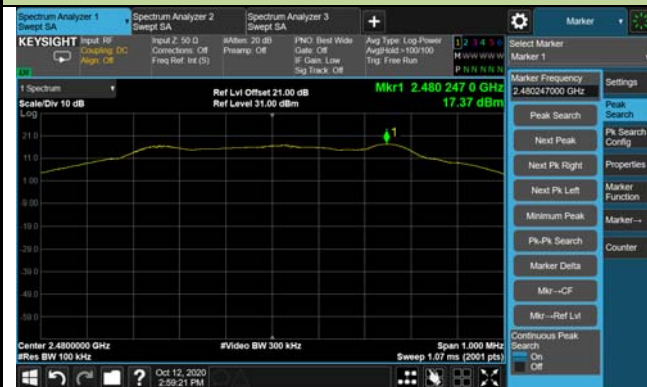 Spectrum Analyzer 1
Swept SA
Spectrum Analyzer 2
Swept SA
Spectrum Analyzer 3
Swept SA
+
Marker
KEYSIGHT
Input: RF
Coupling: DC
Align: Off
Input Z: 50 Ω
Corrections: Off
Freq Ref: Int (S)
#Atten: 20 dB
Preamp: Off
PNO: Best Wide
Gate: Off
IF Gain: Low
Sig Track: Off
Avg Type: Log-Power
Avg|Hold:>100/100
Trig: Free Run
1 2 3 4 5 6
M W W W W W
P N N N N N
Select Marker
Marker 1
1 Spectrum
Scale/Div 10 dB
Log
Ref Lvl Offset 21.00 dB
Ref Level 31.00 dBm
Mkr1 2.480 247 0 GHz
17.37 dBm
21.0
11.0
1.00
-9.00
-19.0
-29.0
-39.0
-49.0
-59.0
1
Center 2.4800000 GHz
#Res BW 100 kHz
#Video BW 300 kHz
Span 1.000 MHz
Sweep 1.07 ms (2001 pts)
Marker Frequency
2.480247000 GHz
Peak Search
Next Peak
Next Pk Right
Next Pk Left
Minimum Peak
Pk-Pk Search
Marker Delta
Mkr→CF
Mkr→Ref Lvl
Continuous Peak
Search
On
Off
Settings
Peak
Search
Pk Search
Config
Properties
Marker
Function
Marker→
Counter
?
Oct 12, 2020
2:59:21 PM